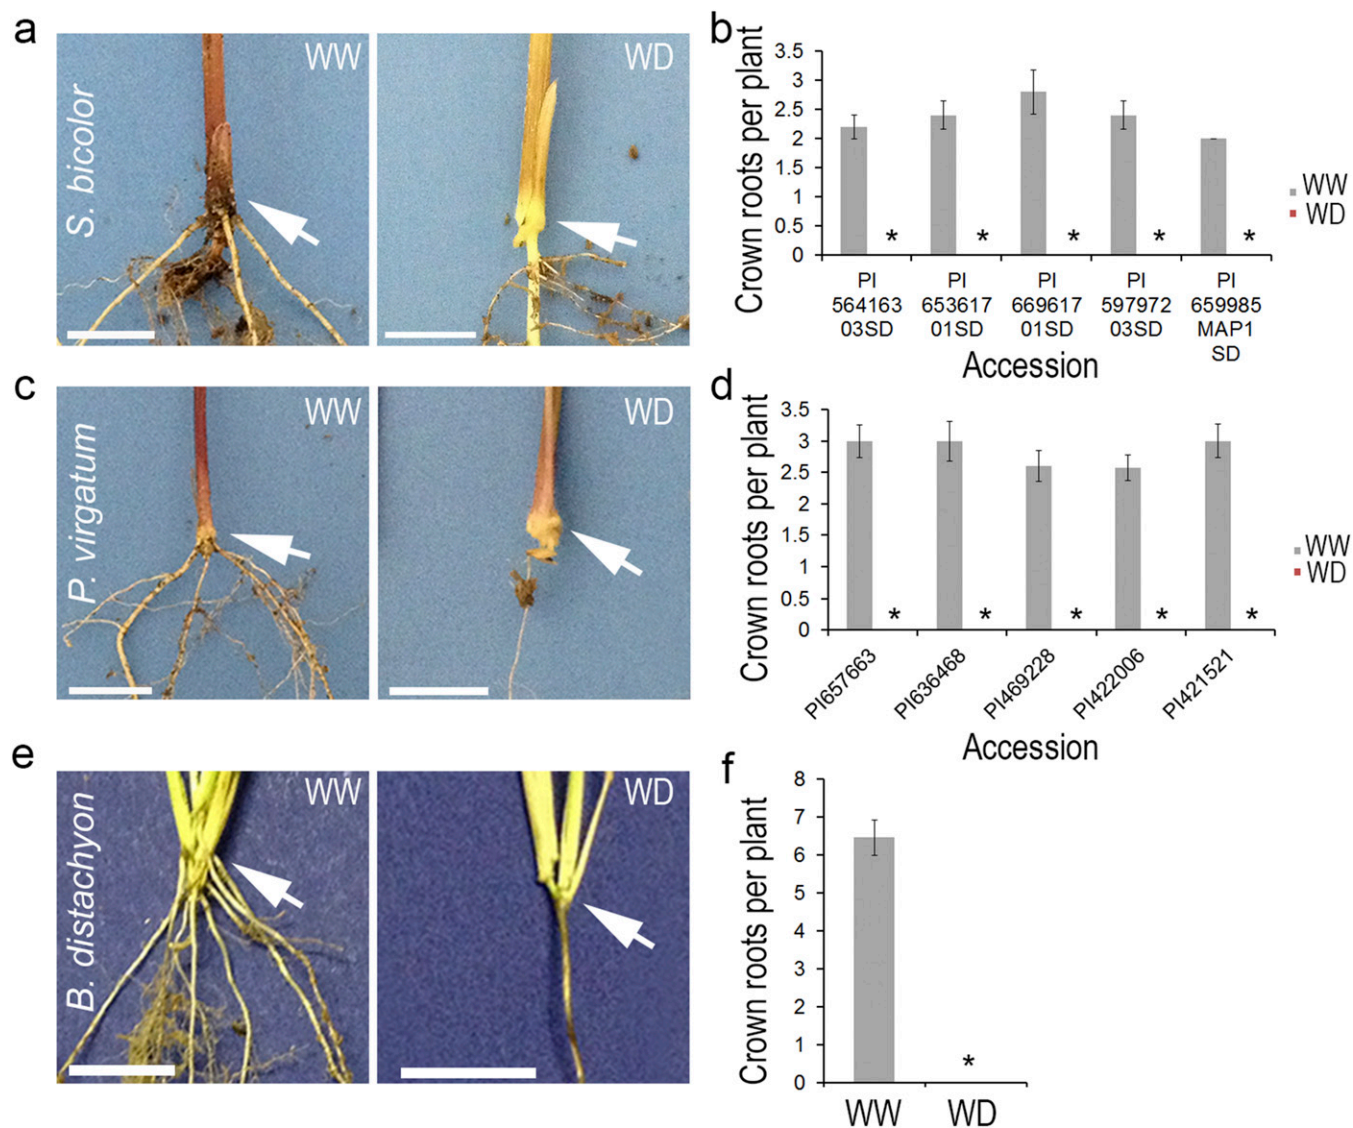 a
S. bicolor
WW
WD
b
Crown roots per plant
3.5
3
2.5
2
1.5
1
0.5
0
* * * * *
WW
WD
PI 564163 03SD
PI 653617 01SD
PI 669617 01SD
PI 597972 03SD
PI 659985 MAP1 SD
Accession
c
P. virgatum
WW
WD
d
Crown roots per plant
3.5
3
2.5
2
1.5
1
0.5
0
* * * * *
WW
WD
PI657663
PI636468
PI469228
PI422006
PI421521
Accession
e
B. distachyon
WW
WD
f
Crown roots per plant
8
7
6
5
4
3
2
1
0
*
WW
WD